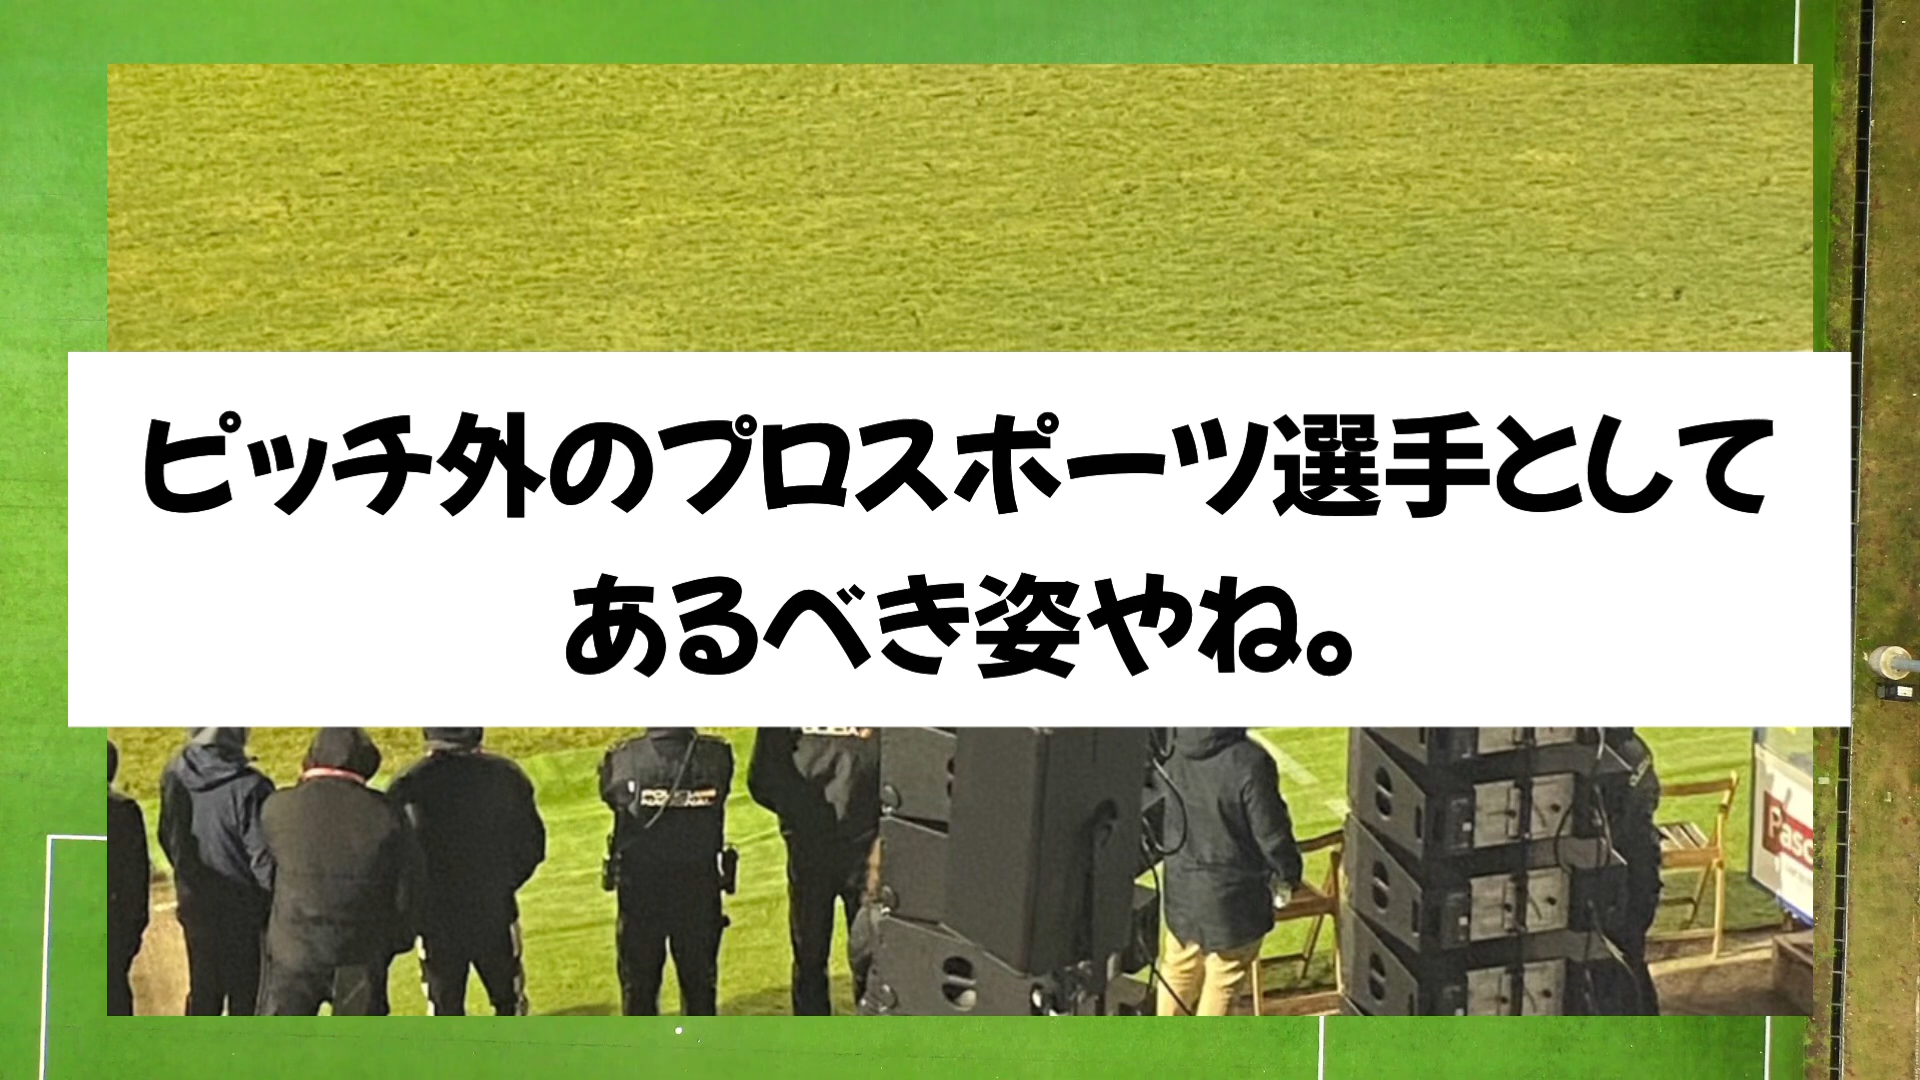 ピッチ外のプロスポーツ選手として
あるべき姿やね。
Pasc